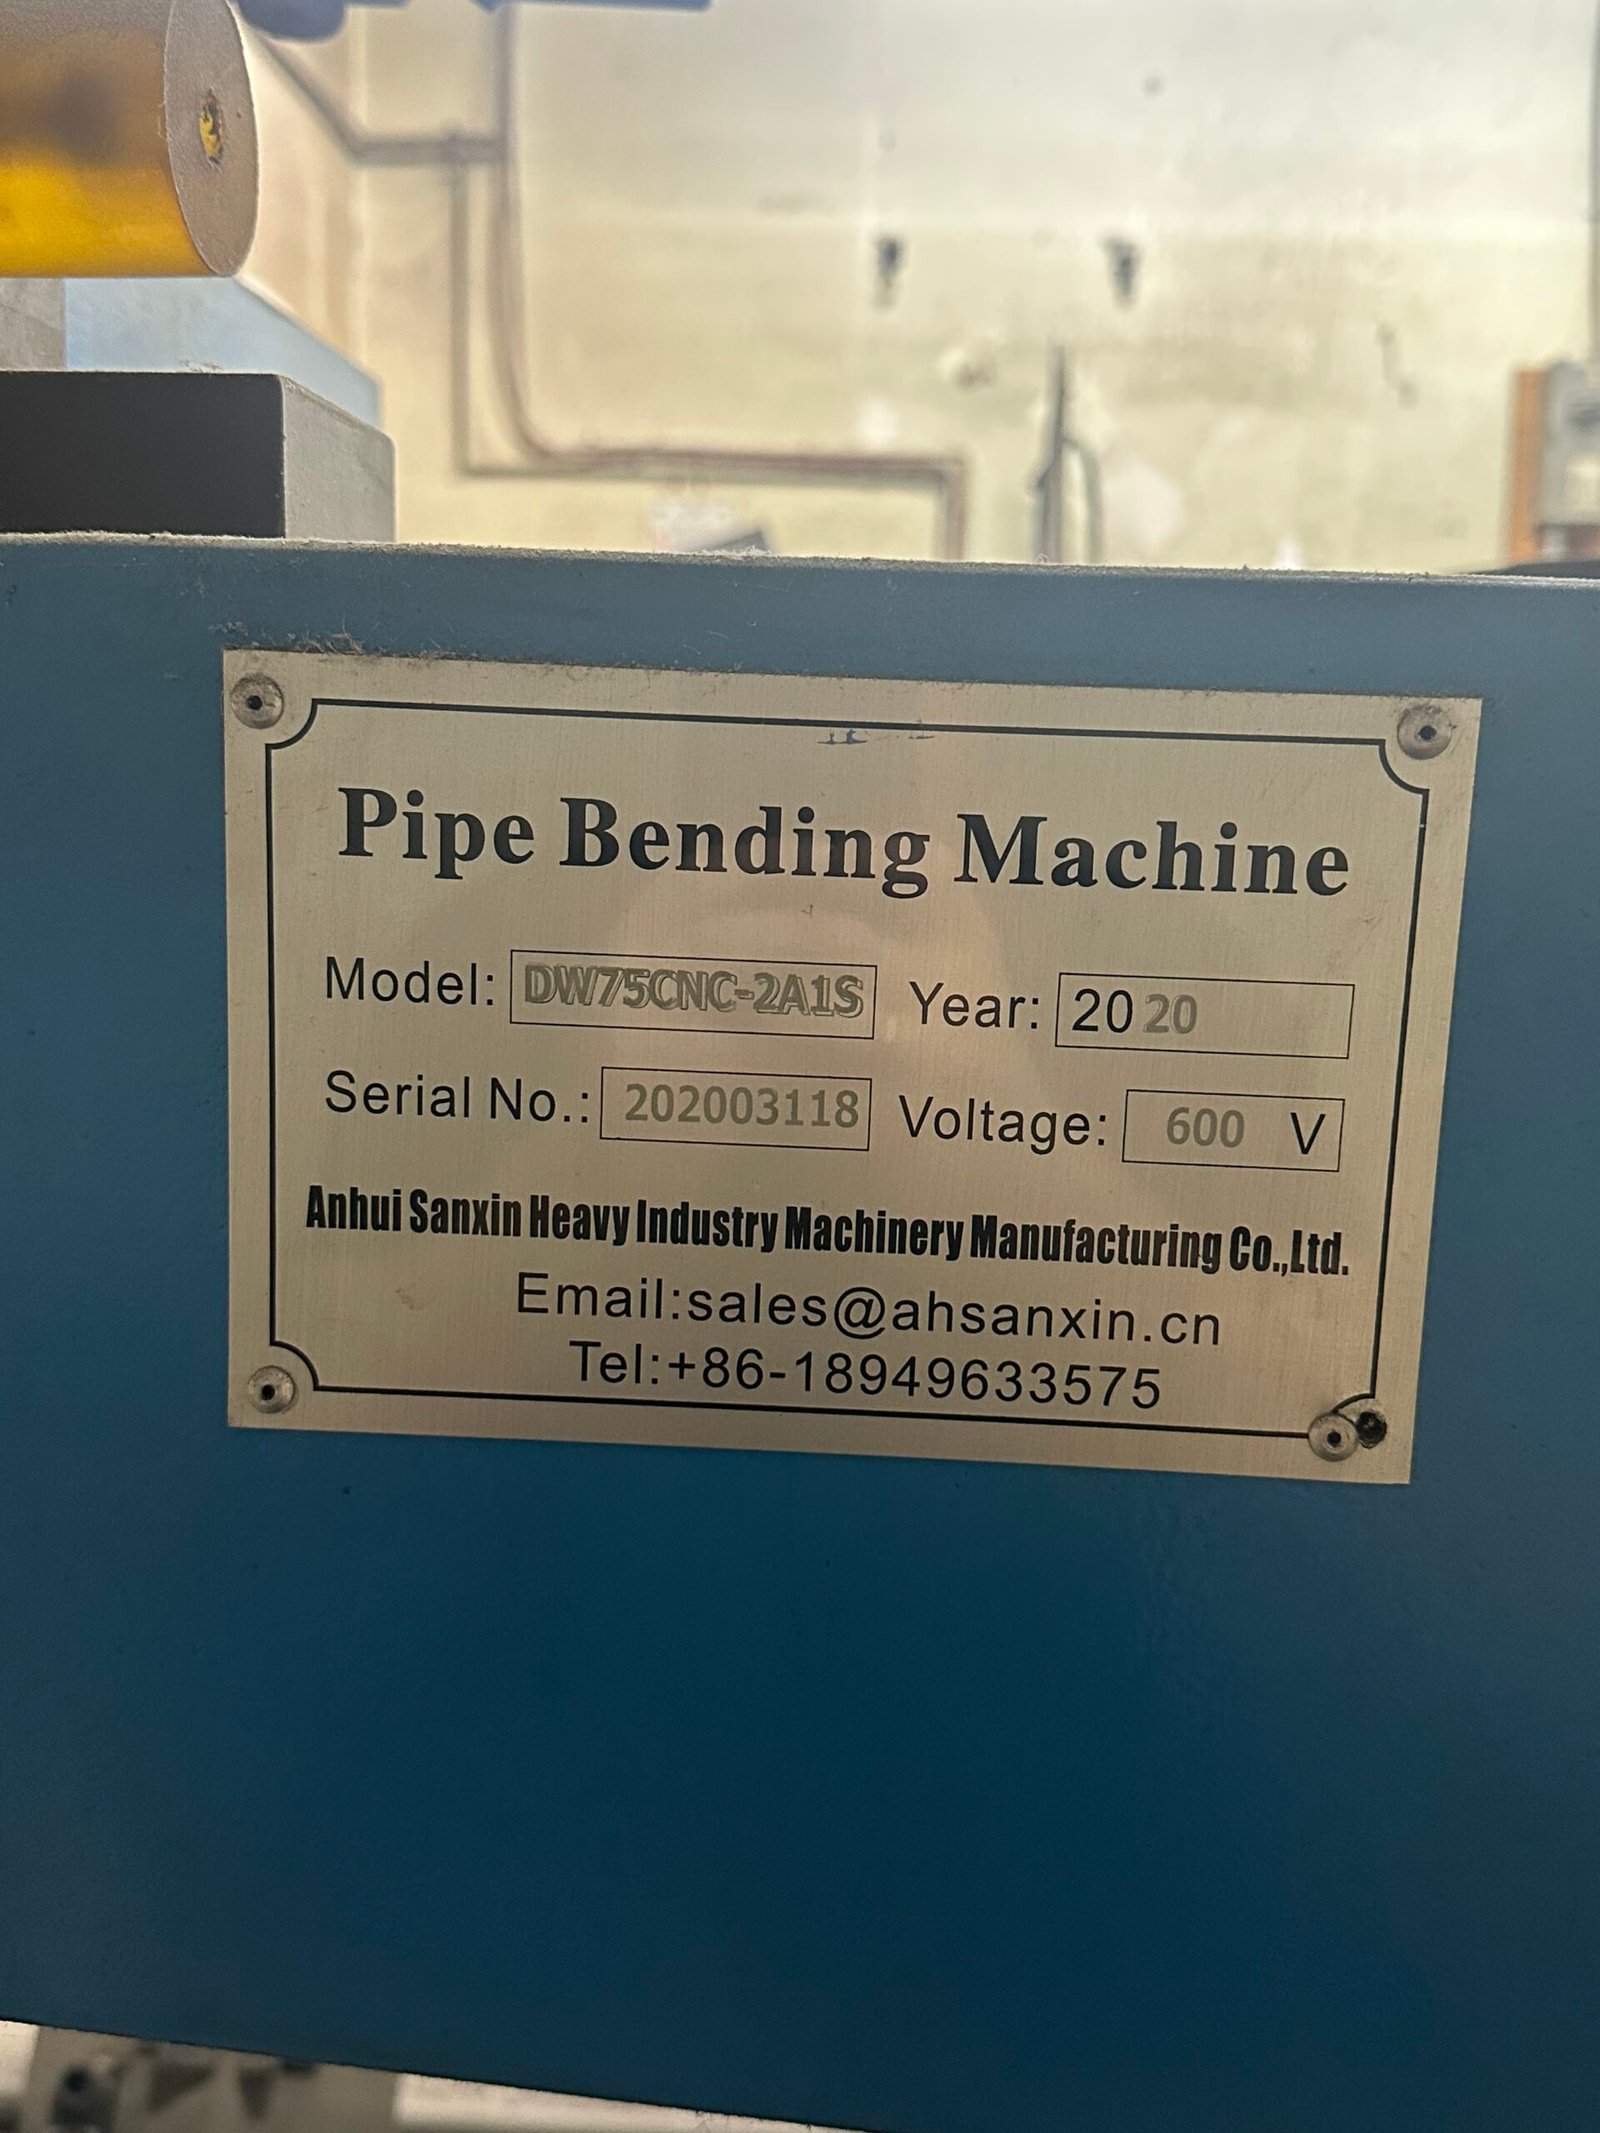 Pipe Bending Machine
Model: DW75CNC-2A1S Year: 2020
Serial No.: 202003118 Voltage: 600 V
Anhui Sanxin Heavy Industry Machinery Manufacturing Co.,Ltd.
Email:sales@ahsanxin.cn
Tel:+86-18949633575